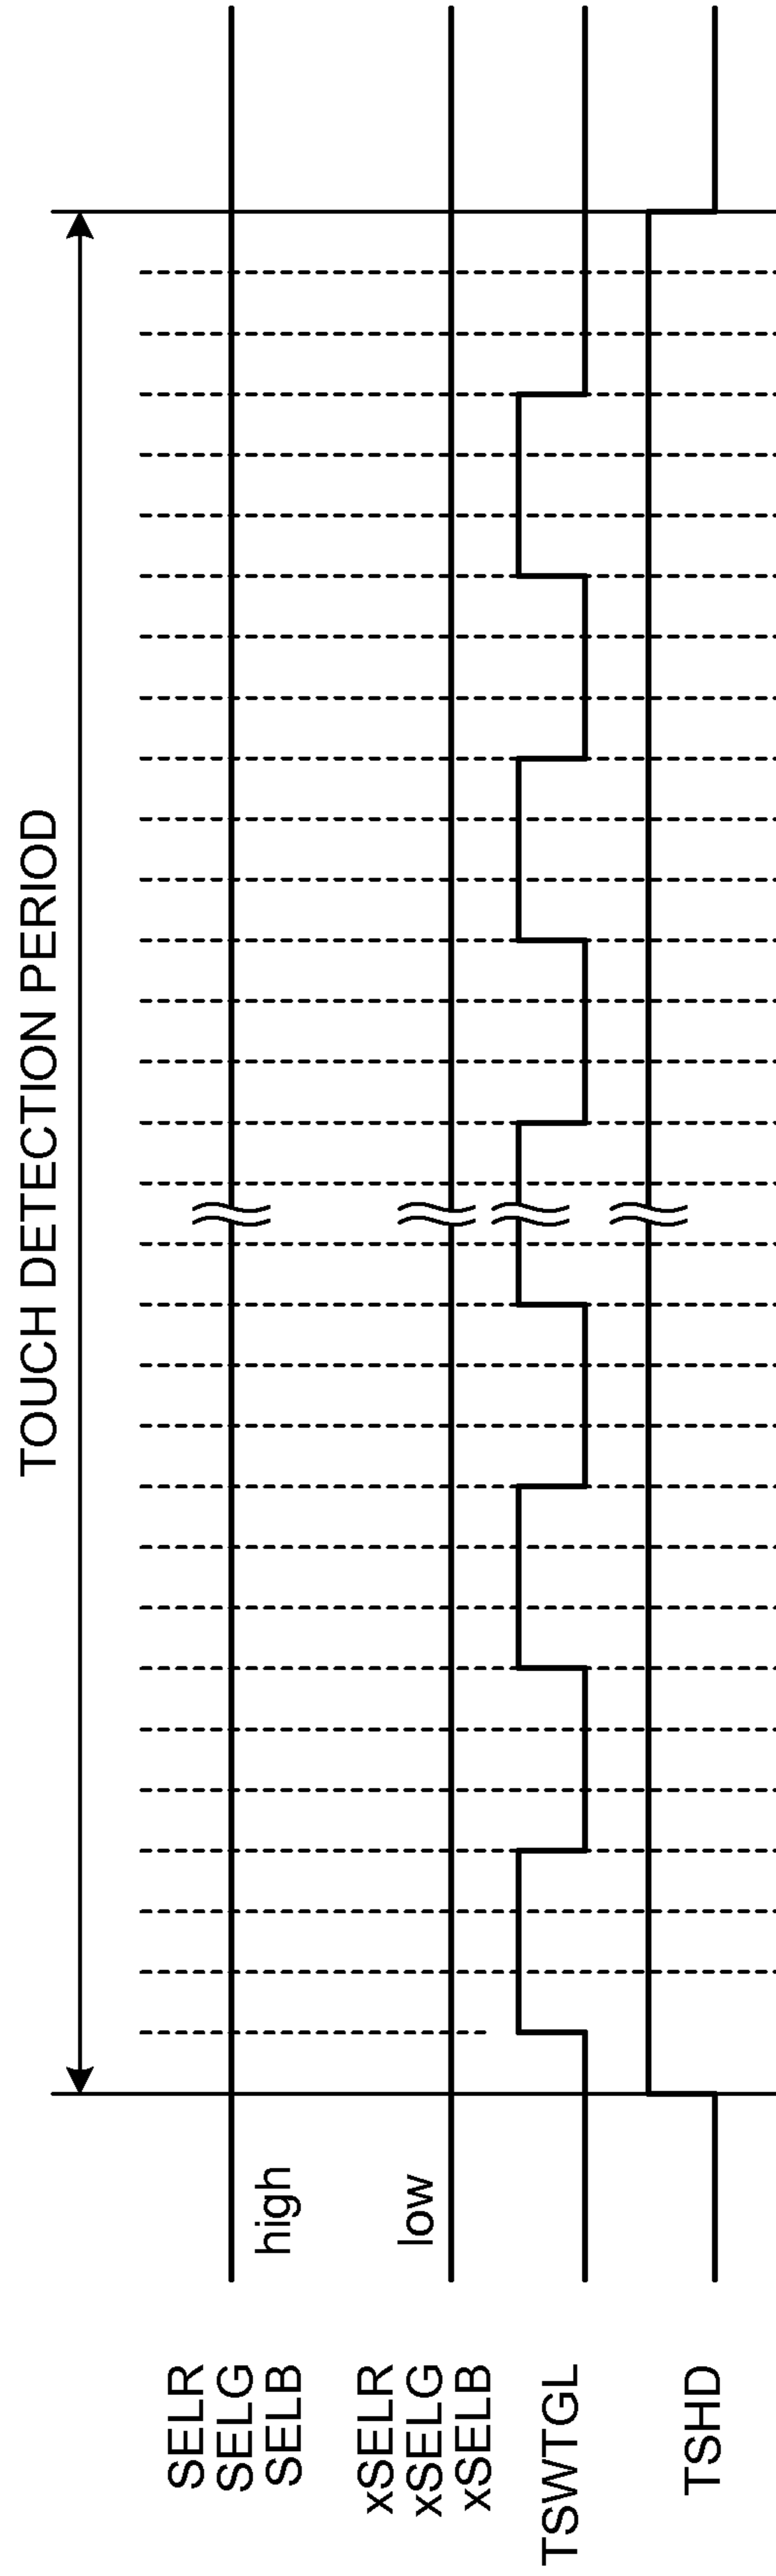 TOUCH DETECTION PERIOD
SELR
SELG
SELB
high
xSELR
xSELG
xSELB
low
TSWTGL
TSHD